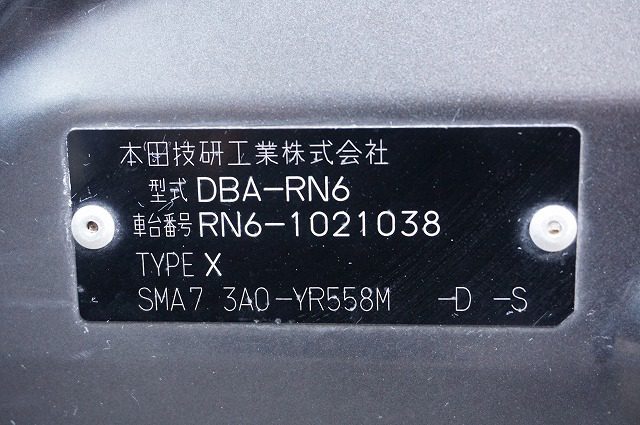 本田技研工業株式会社
型式 DBA-RN6
車台番号 RN6-1021038
TYPE X
SMA7 3A0-YR558M -D -S